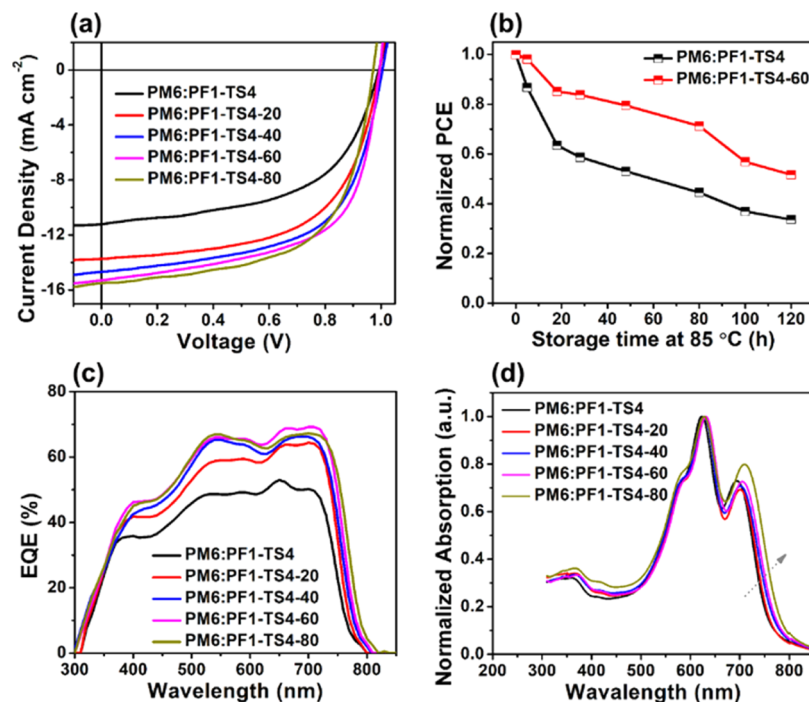 (a)
0
-4
-8
-12
-16
Current Density (mA cm⁻²)
PM6:PF1-TS4
PM6:PF1-TS4-20
PM6:PF1-TS4-40
PM6:PF1-TS4-60
PM6:PF1-TS4-80
0.0 0.2 0.4 0.6 0.8 1.0
Voltage (V)
(b)
1.0
0.8
0.6
0.4
0.2
0.0
Normalized PCE
PM6:PF1-TS4
PM6:PF1-TS4-60
0 20 40 60 80 100 120
Storage time at 85 °C (h)
(c)
80
60
40
20
0
EQE (%)
PM6:PF1-TS4
PM6:PF1-TS4-20
PM6:PF1-TS4-40
PM6:PF1-TS4-60
PM6:PF1-TS4-80
300 400 500 600 700 800
Wavelength (nm)
(d)
1.0
0.8
0.6
0.4
0.2
0.0
Normalized Absorption (a.u.)
PM6:PF1-TS4
PM6:PF1-TS4-20
PM6:PF1-TS4-40
PM6:PF1-TS4-60
PM6:PF1-TS4-80
200 300 400 500 600 700 800
Wavalength (nm)